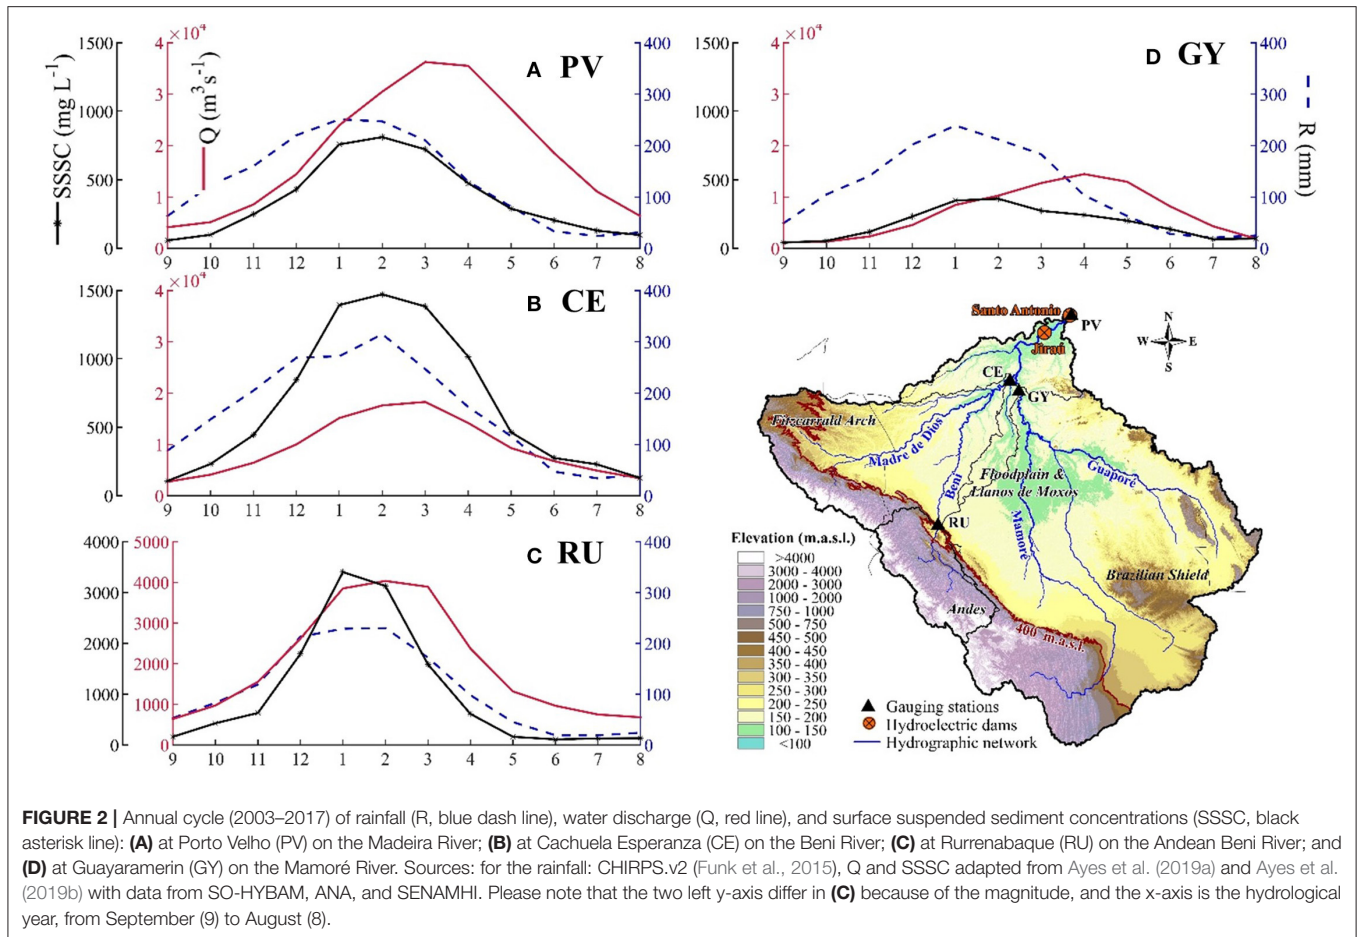 SSSC (mg L⁻¹)
Q (m³s⁻¹)
R (mm)
A PV
1500
1000
500
0
×10⁴
4
3
2
1
0
400
300
200
100
0
9 10 11 12 1 2 3 4 5 6 7 8
D GY
1500
1000
500
0
×10⁴
4
3
2
1
0
400
300
200
100
0
9 10 11 12 1 2 3 4 5 6 7 8
B CE
1500
1000
500
0
×10⁴
4
3
2
1
0
400
300
200
100
0
9 10 11 12 1 2 3 4 5 6 7 8
C RU
4000
3000
2000
1000
0
5000
4000
3000
2000
1000
0
400
300
200
100
0
9 10 11 12 1 2 3 4 5 6 7 8
Santo Antonio
PV
Jiraú
N
W E
S
CE
GY
Fitzcarrald Arch
Madre de Dios
Beni
Floodplain &
Llanos de Moxos
Guaporé
Mamoré
RU
Brazilian Shield
Andes
400 m.a.s.l.
Elevation (m.a.s.l.)
>4000
3000 - 4000
2000 - 3000
1000 - 2000
750 - 1000
500 - 750
450 - 500
400 - 450
350 - 400
300 - 350
250 - 300
200 - 250
150 - 200
100 - 150
<100
Gauging stations
Hydroelectric dams
Hydrographic network
FIGURE 2 | Annual cycle (2003–2017) of rainfall (R, blue dash line), water discharge (Q, red line), and surface suspended sediment concentrations (SSSC, black
asterisk line): (A) at Porto Velho (PV) on the Madeira River; (B) at Cachuela Esperanza (CE) on the Beni River; (C) at Rurrenabaque (RU) on the Andean Beni River; and
(D) at Guayaramerin (GY) on the Mamoré River. Sources: for the rainfall: CHIRPS.v2 (Funk et al., 2015), Q and SSSC adapted from Ayes et al. (2019a) and Ayes et al.
(2019b) with data from SO-HYBAM, ANA, and SENAMHI. Please note that the two left y-axis differ in (C) because of the magnitude, and the x-axis is the hydrological
year, from September (9) to August (8).